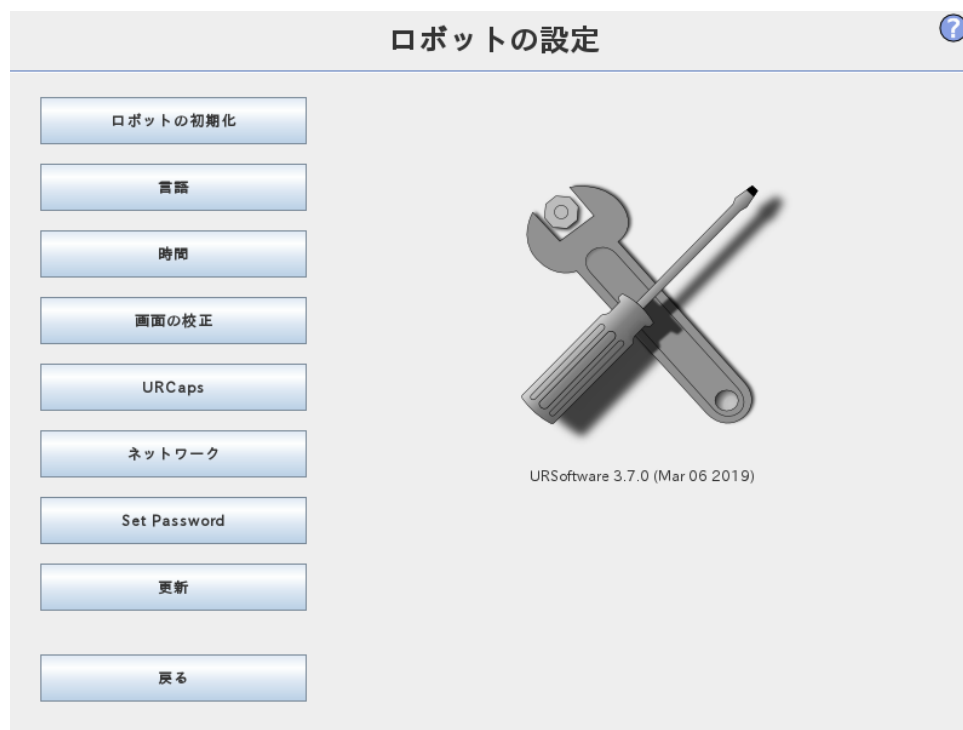 ロボットの設定
?
ロボットの初期化
言語
時間
画面の校正
URCaps
ネットワーク
Set Password
更新
戻る
URSoftware 3.7.0 (Mar 06 2019)